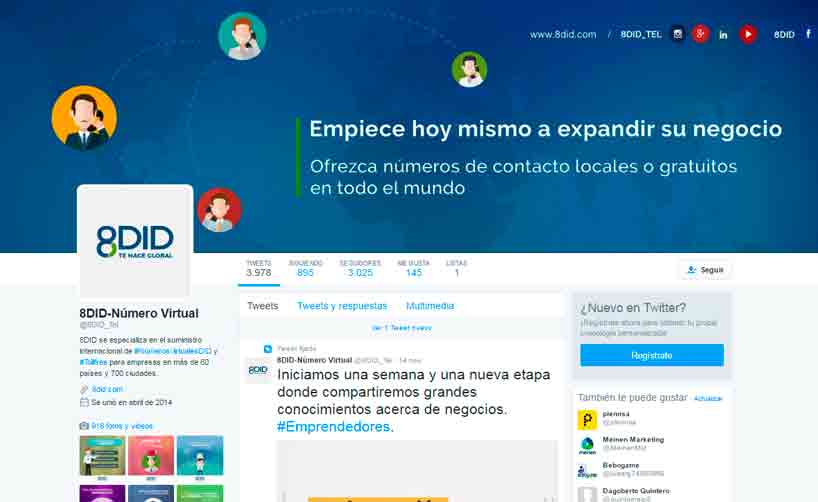 www.8did.com / 8DID_TEL 8DID
Empiece hoy mismo a expandir su negocio
Ofrezca números de contacto locales o gratuitos
en todo el mundo
8DID
TE HACE GLOBAL
TWEETS SIGUIENDO SEGUIDORES ME GUSTA LISTAS
3.978 895 3.025 145 1
Seguir
8DID-Número Virtual
@8DID_Tel
8DID se especializa en el suministro
internacional de #NúmerosVirtualesDID y
para empresas en más de 60
países y 700 ciudades.
8did.com
Se unió en abril de 2014
918 fotos y videos
Tweets Tweets y respuestas Multimedia
Ver 1 Tweet nuevo
Tweet fijado
8DID-Número Virtual @8DID_Tel · 14 nov.
8DID
Iniciamos una semana y una nueva etapa
donde compartiremos grandes
conocimientos acerca de negocios.
#Emprendedores.
¿Nuevo en Twitter?
¡Regístrate ahora para obtener tu propia
cronología personalizada!
Regístrate
También te puede gustar · Actualizar
Meinen Marketing
Bebogame
Dagoberto Quintero